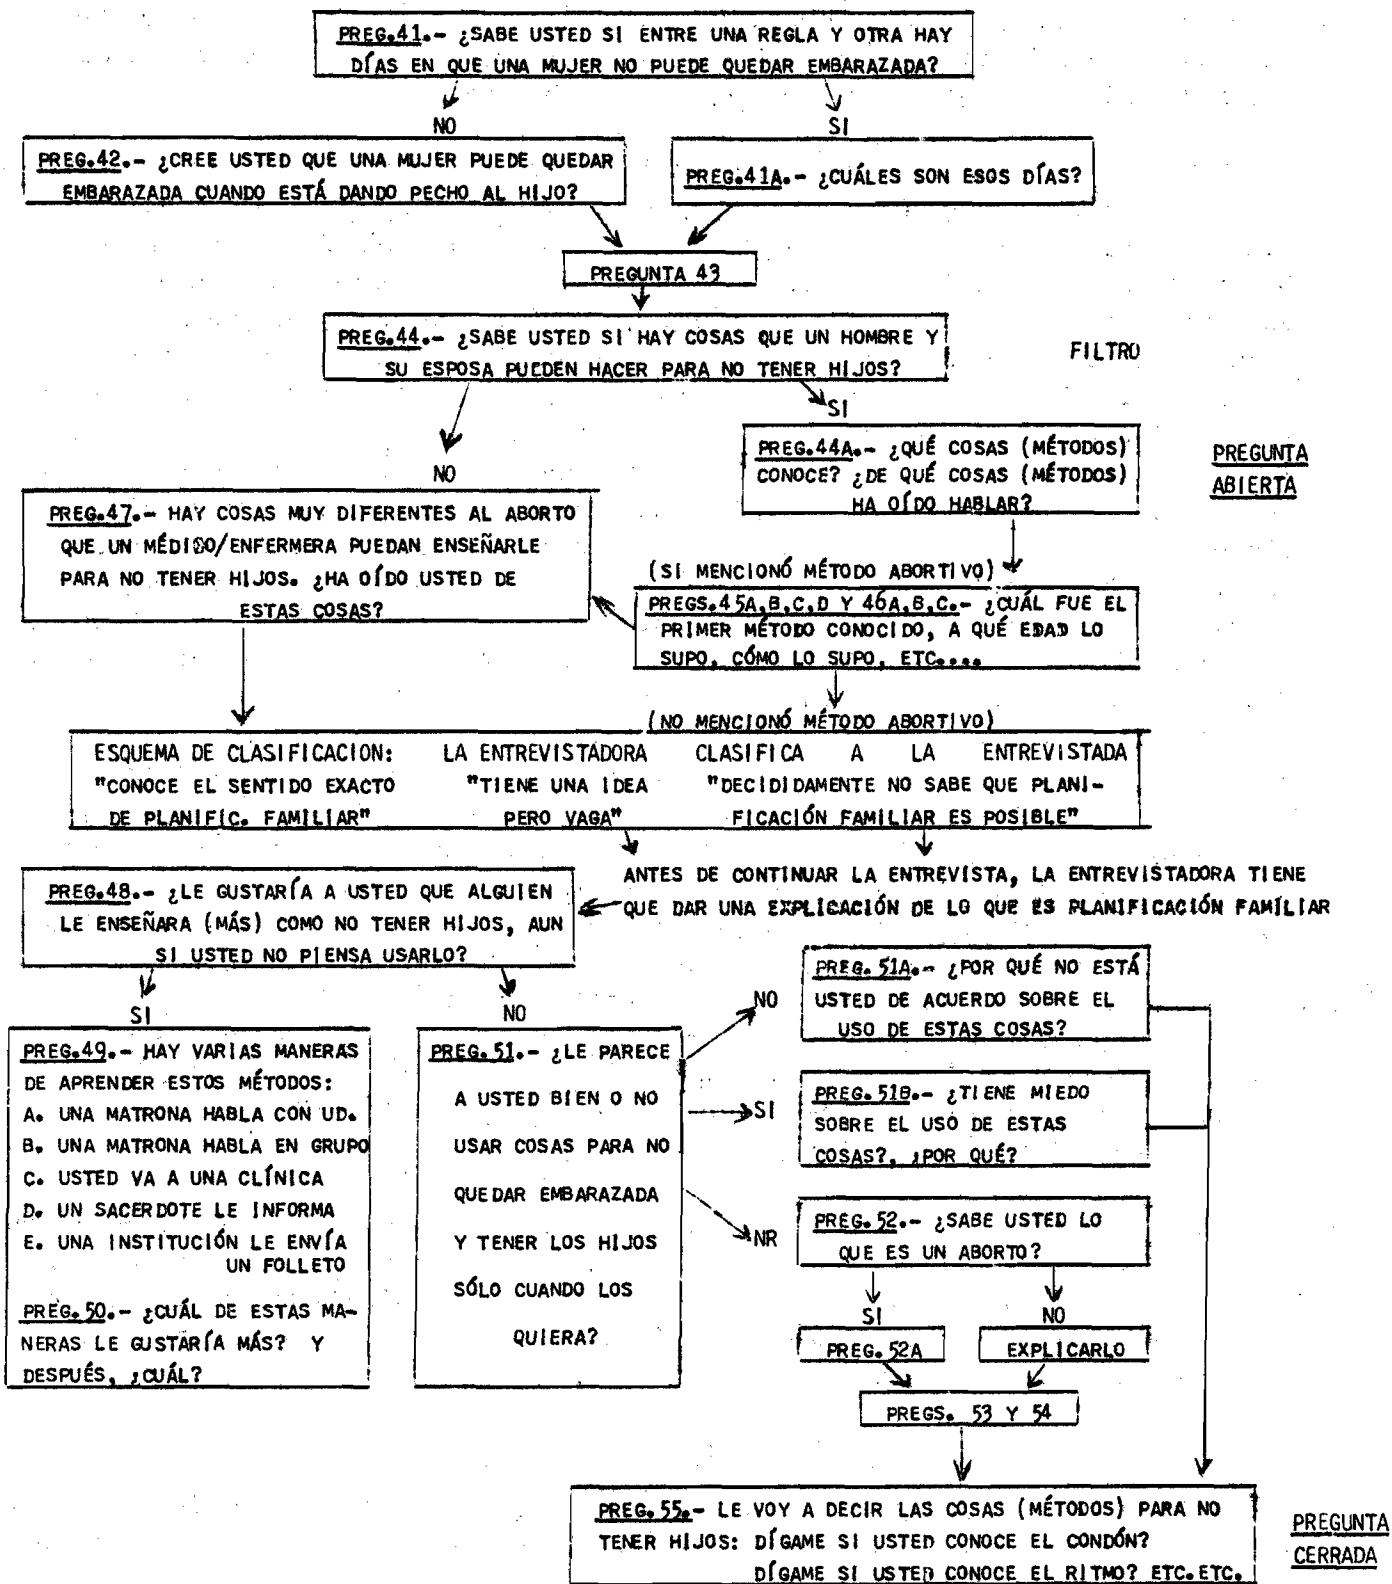 PREG.41.- ¿SABE USTED SI ENTRE UNA REGLA Y OTRA HAY
DÍAS EN QUE UNA MUJER NO PUEDE QUEDAR EMBARAZADA?
NO
SI
PREG.42.- ¿CREE USTED QUE UNA MUJER PUEDE QUEDAR
EMBARAZADA CUANDO ESTÁ DANDO PECHO AL HIJO?
PREG.41A.- ¿CUÁLES SON ESOS DÍAS?
PREGUNTA 43
PREG.44.- ¿SABE USTED SI HAY COSAS QUE UN HOMBRE Y
SU ESPOSA PUEDEN HACER PARA NO TENER HIJOS?
FILTRO
SI
NO
PREG.44A.- ¿QUÉ COSAS (MÉTODOS)
CONOCE? ¿DE QUÉ COSAS (MÉTODOS)
HA OÍDO HABLAR?
PREGUNTA
ABIERTA
PREG.47.- HAY COSAS MUY DIFERENTES AL ABORTO
QUE UN MÉDICO/ENFERMERA PUEDAN ENSEÑARLE
PARA NO TENER HIJOS. ¿HA OÍDO USTED DE
ESTAS COSAS?
(SI MENCIONÓ MÉTODO ABORTIVO)
PREGS.45A,B,C,D Y 46A,B,C.- ¿CUÁL FUE EL
PRIMER MÉTODO CONOCIDO, A QUÉ EDAD LO
SUPO, CÓMO LO SUPO, ETC....
(NO MENCIONÓ MÉTODO ABORTIVO)
ESQUEMA DE CLASIFICACION: LA ENTREVISTADORA CLASIFICA A LA ENTREVISTADA
"CONOCE EL SENTIDO EXACTO "TIENE UNA IDEA "DECIDIDAMENTE NO SABE QUE PLANI-
DE PLANIFIC. FAMILIAR" PERO VAGA" FICACIÓN FAMILIAR ES POSIBLE"
ANTES DE CONTINUAR LA ENTREVISTA, LA ENTREVISTADORA TIENE
QUE DAR UNA EXPLICACIÓN DE LO QUE ES PLANIFICACIÓN FAMÍLIAR
PREG.48.- ¿LE GUSTARÍA A USTED QUE ALGUIEN
LE ENSEÑARA (MÁS) COMO NO TENER HIJOS, AUN
SI USTED NO PIENSA USARLO?
SI
NO
PREG.49.- HAY VARIAS MANERAS
DE APRENDER ESTOS MÉTODOS:
A. UNA MATRONA HABLA CON UD.
B. UNA MATRONA HABLA EN GRUPO
C. USTED VA A UNA CLÍNICA
D. UN SACERDOTE LE INFORMA
E. UNA INSTITUCIÓN LE ENVÍA
UN FOLLETO
PREG.50.- ¿CUÁL DE ESTAS MA-
NERAS LE GUSTARÍA MÁS? Y
DESPUÉS, ¿CUÁL?
PREG.51.- ¿LE PARECE
A USTED BIEN O NO
USAR COSAS PARA NO
QUEDAR EMBARAZADA
Y TENER LOS HIJOS
SÓLO CUANDO LOS
QUIERA?
NO
SI
NR
PREG. 51A.- ¿POR QUÉ NO ESTÁ
USTED DE ACUERDO SOBRE EL
USO DE ESTAS COSAS?
PREG.51B.- ¿TIENE MIEDO
SOBRE EL USO DE ESTAS
COSAS?, ¿POR QUÉ?
PREG.52.- ¿SABE USTED LO
QUE ES UN ABORTO?
SI
NO
PREG.52A
EXPLICARLO
PREGS. 53 Y 54
PREG.55.- LE VOY A DECIR LAS COSAS (MÉTODOS) PARA NO
TENER HIJOS: DÍGAME SI USTED CONOCE EL CONDÓN?
DÍGAME SI USTED CONOCE EL RITMO? ETC.ETC.
PREGUNTA
CERRADA